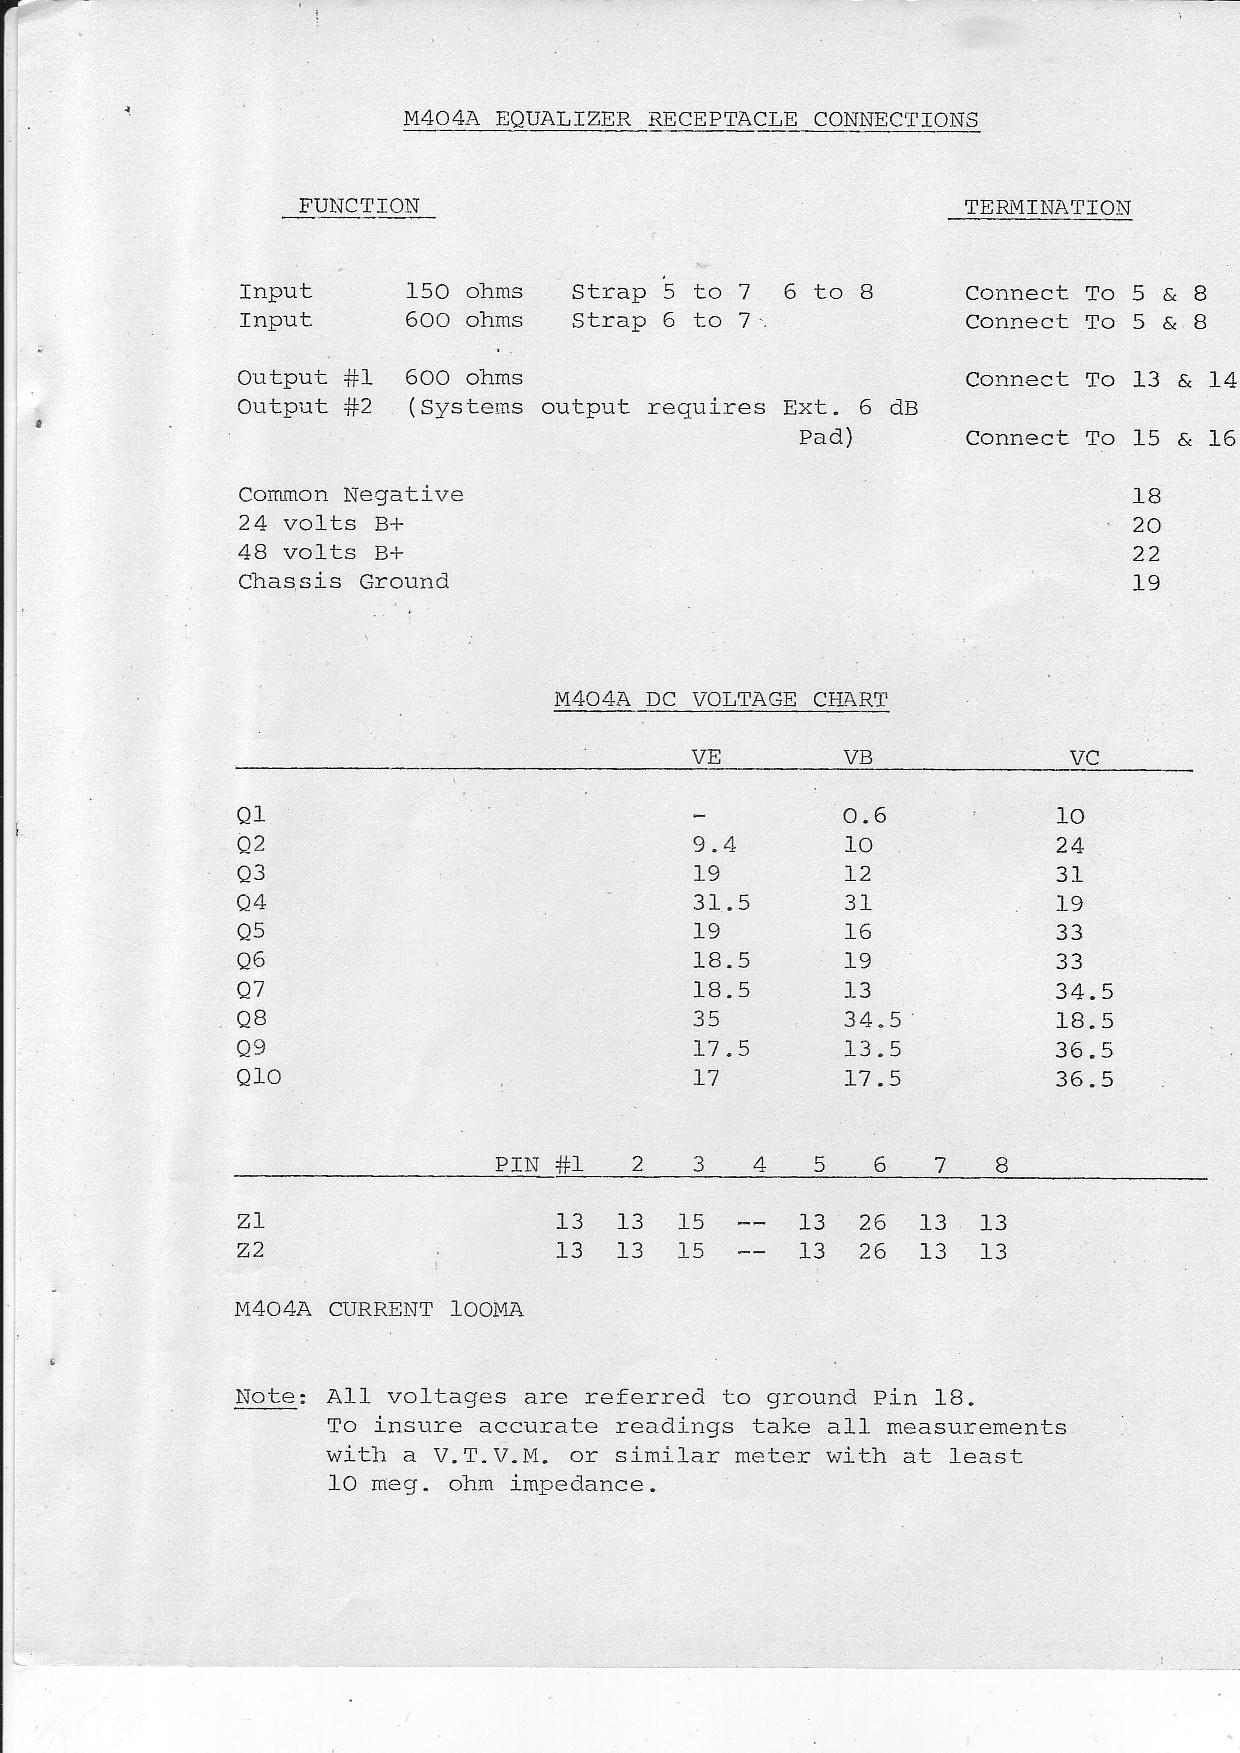 M404A EQUALIZER RECEPTACLE CONNECTIONS
FUNCTION TERMINATION
Input 150 ohms Strap 5 to 7 6 to 8 Connect To 5 & 8
Input 600 ohms Strap 6 to 7 Connect To 5 & 8
Output #1 600 ohms Connect To 13 & 14
Output #2 (Systems output requires Ext. 6 dB
Pad) Connect To 15 & 16
Common Negative 18
24 volts B+ 20
48 volts B+ 22
Chassis Ground 19
M404A DC VOLTAGE CHART
VE VB VC
Q1 - 0.6 10
Q2 9.4 10 24
Q3 19 12 31
Q4 31.5 31 19
Q5 19 16 33
Q6 18.5 19 33
Q7 18.5 13 34.5
Q8 35 34.5 18.5
Q9 17.5 13.5 36.5
Q10 17 17.5 36.5
PIN #1 2 3 4 5 6 7 8
Z1 13 13 15 -- 13 26 13 13
Z2 13 13 15 -- 13 26 13 13
M404A CURRENT 100MA
Note: All voltages are referred to ground Pin 18.
To insure accurate readings take all measurements
with a V.T.V.M. or similar meter with at least
10 meg. ohm impedance.